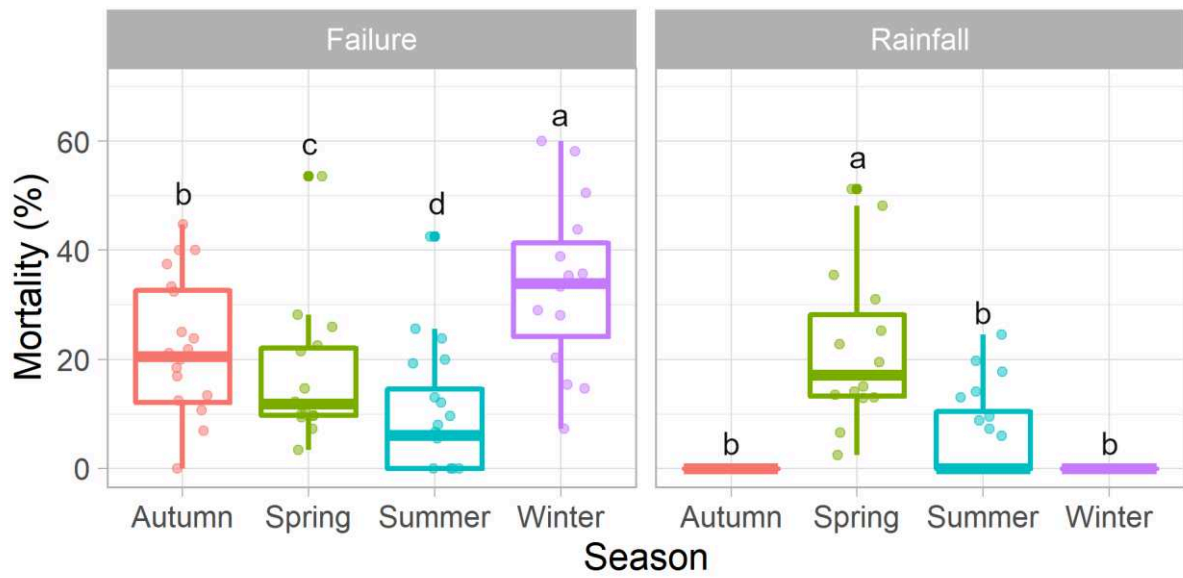 Failure Rainfall
Mortality (%)
60
40
20
0
b c d a
b a b b
Autumn Spring Summer Winter Autumn Spring Summer Winter
Season